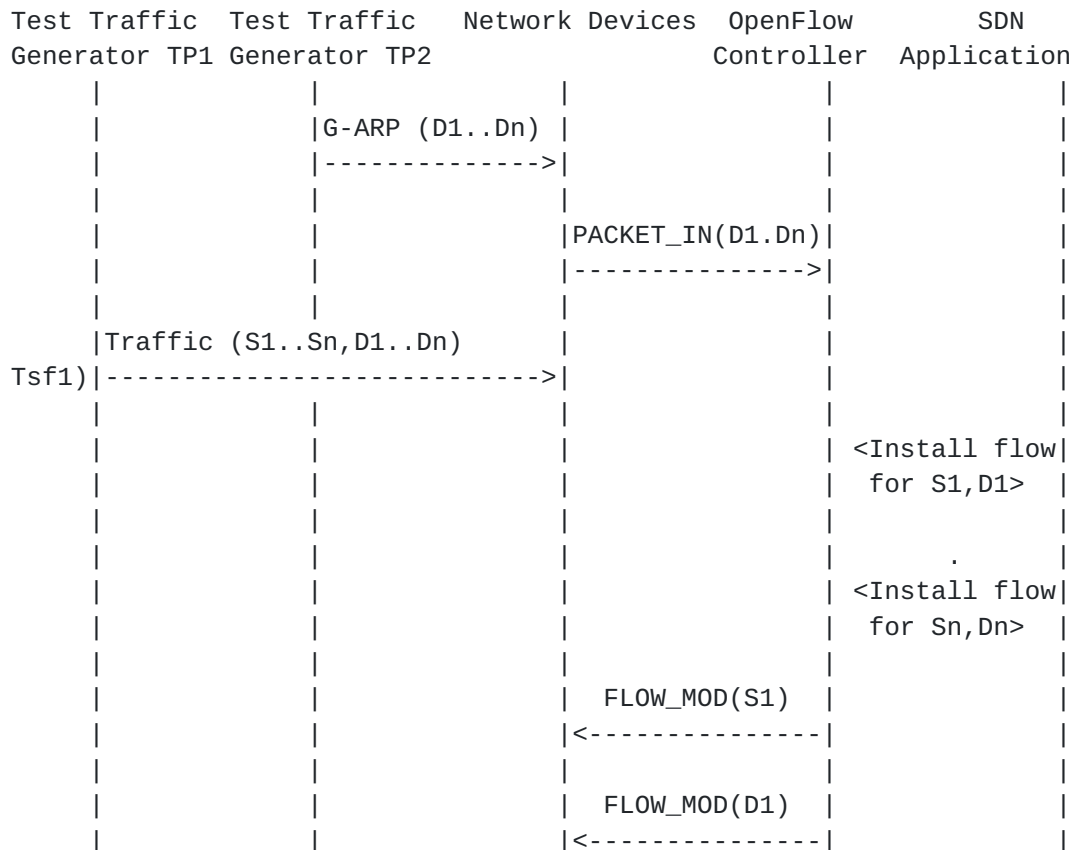 Test Traffic  Test Traffic   Network Devices  OpenFlow        SDN
Generator TP1 Generator TP2                  Controller  Application
     |             |               |                |              |
     |             |G-ARP (D1..Dn) |                |              |
     |             |-------------->|                |              |
     |             |               |                |              |
     |             |               |PACKET_IN(D1.Dn)|              |
     |             |               |--------------->|              |
     |             |               |                |              |
     |Traffic (S1..Sn,D1..Dn)      |                |              |
Tsf1)|---------------------------->|                |              |
     |             |               |                |              |
     |             |               |                | <Install flow|
     |             |               |                |  for S1,D1>  |
     |             |               |                |              |
     |             |               |                |       .      |
     |             |               |                | <Install flow|
     |             |               |                |  for Sn,Dn>  |
     |             |               |                |              |
     |             |               |  FLOW_MOD(S1)  |              |
     |             |               |<---------------|              |
     |             |               |                |              |
     |             |               |  FLOW_MOD(D1)  |              |
     |             |               |<---------------|              |